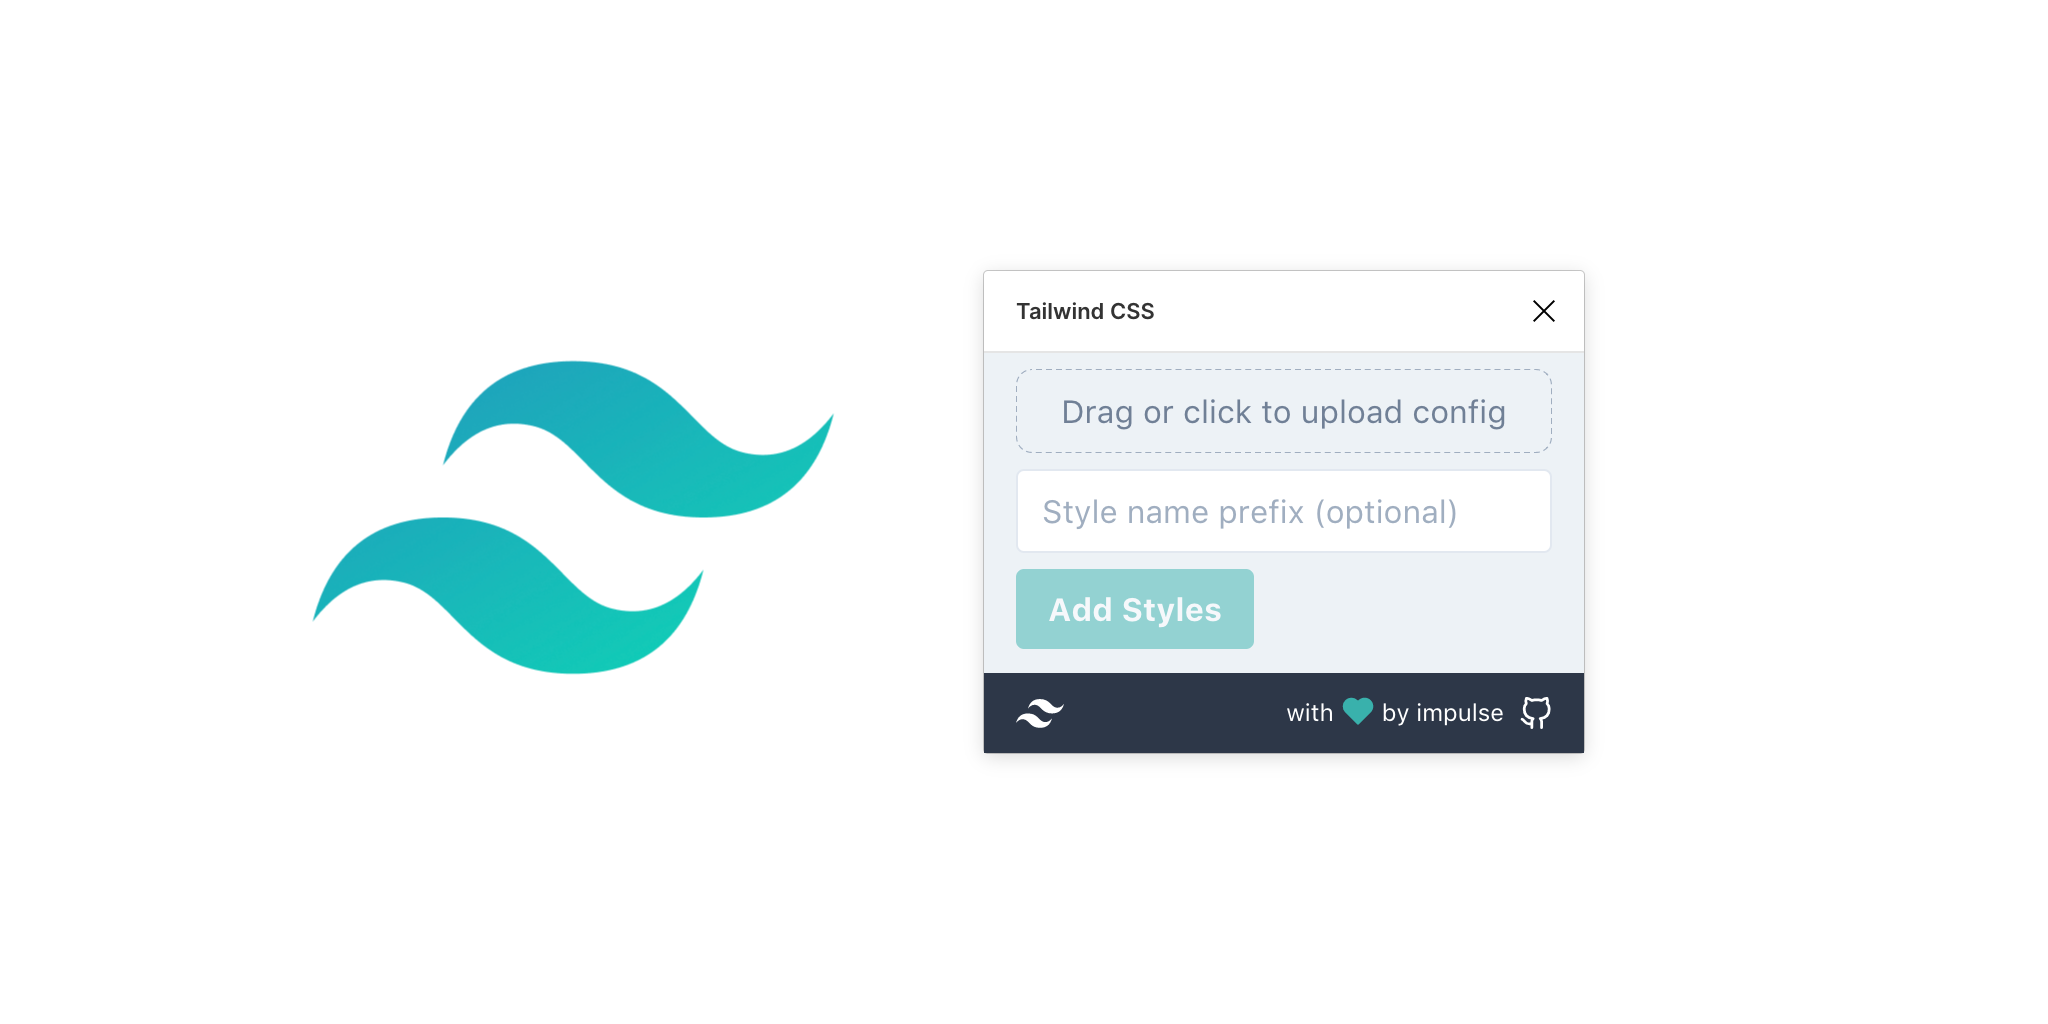 Tailwind CSS
Drag or click to upload config
Style name prefix (optional)
Add Styles
with by impulse